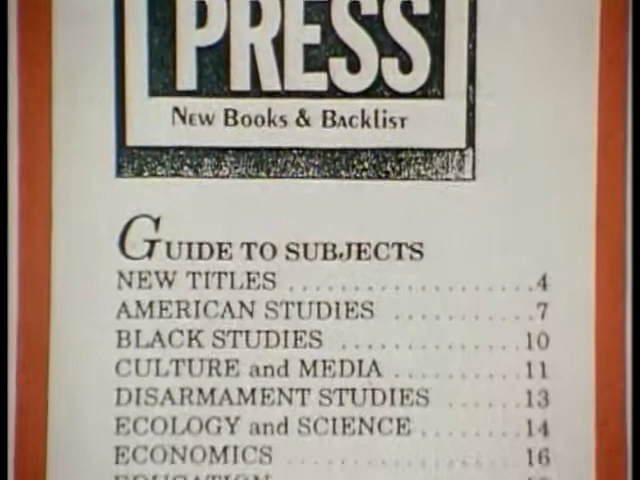 PRESS
New Books & Backlist
GUIDE TO SUBJECTS
NEW TITLES ..................4
AMERICAN STUDIES ...........7
BLACK STUDIES ..............10
CULTURE and MEDIA ..........11
DISARMAMENT STUDIES ......13
ECOLOGY and SCIENCE ........14
ECONOMICS ..................16
EDUCATION